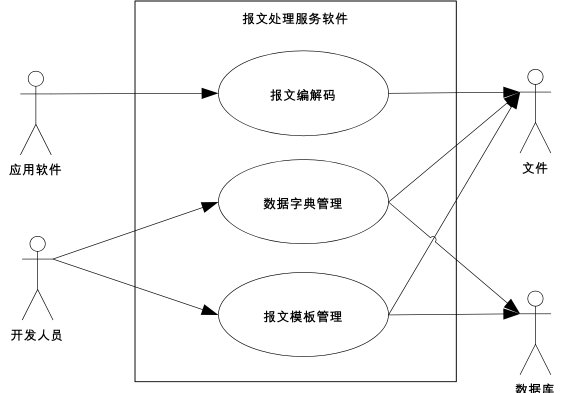 报文处理服务软件
报文编解码
应用软件
文件
数据字典管理
报文模板管理
开发人员
数据库